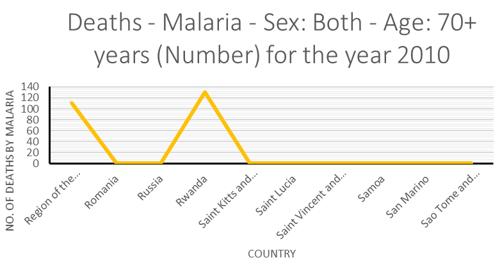 Deaths - Malaria - Sex: Both - Age: 70+
years (Number) for the year 2010
NO. OF DEATHS BY MALARIA
140
120
100
80
60
40
20
0
Region of the...
Romania
Russia
Rwanda
Saint Kitts and...
Saint Lucia
Saint Vincent and...
Samoa
San Marino
Sao Tome and...
COUNTRY